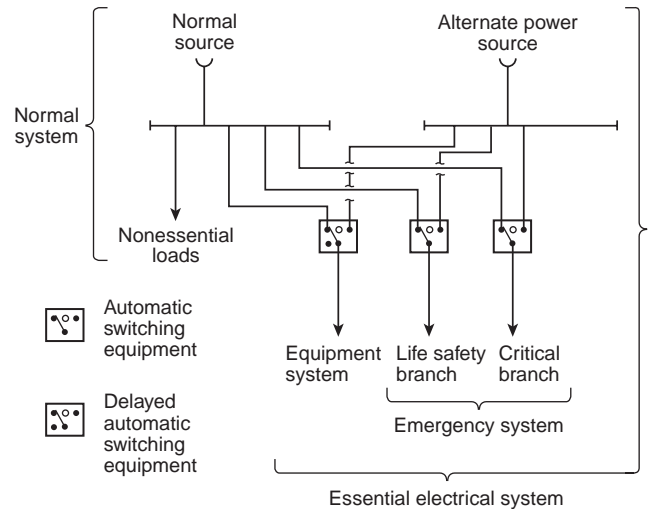 Normal
source
Alternate power
source
Normal
system
Nonessential
loads
Automatic
switching
equipment
Equipment
system
Life safety
branch
Critical
branch
Delayed
automatic
switching
equipment
Emergency system
Essential electrical system